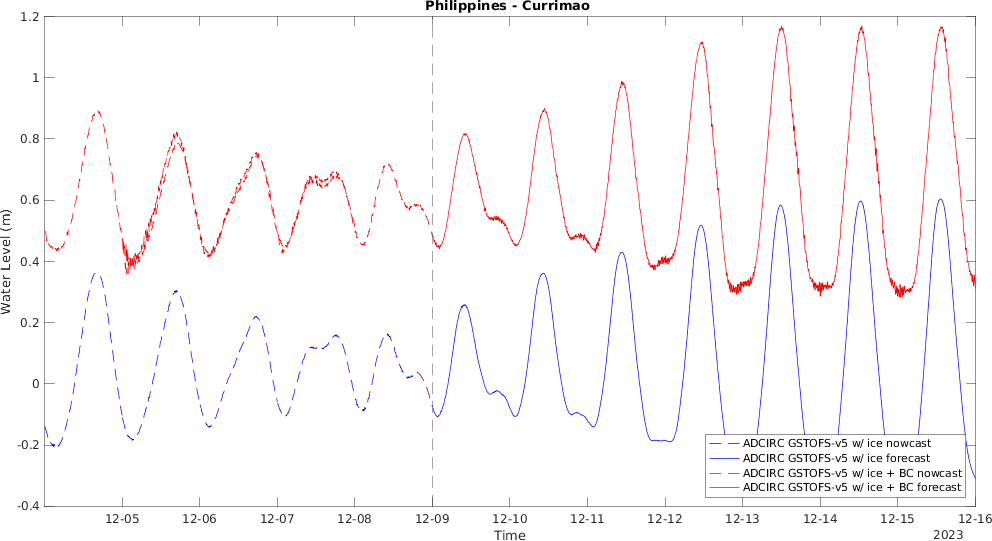 Philippines - Currimao
1.2
1
0.8
0.6
0.4
0.2
0
-0.2
-0.4
Water Level (m)
ADCIRC GSTOFS-v5 w/ ice nowcast
ADCIRC GSTOFS-v5 w/ ice forecast
ADCIRC GSTOFS-v5 w/ ice + BC nowcast
ADCIRC GSTOFS-v5 w/ ice + BC forecast
12-05 12-06 12-07 12-08 12-09 12-10 12-11 12-12 12-13 12-14 12-15 12-16
Time
2023